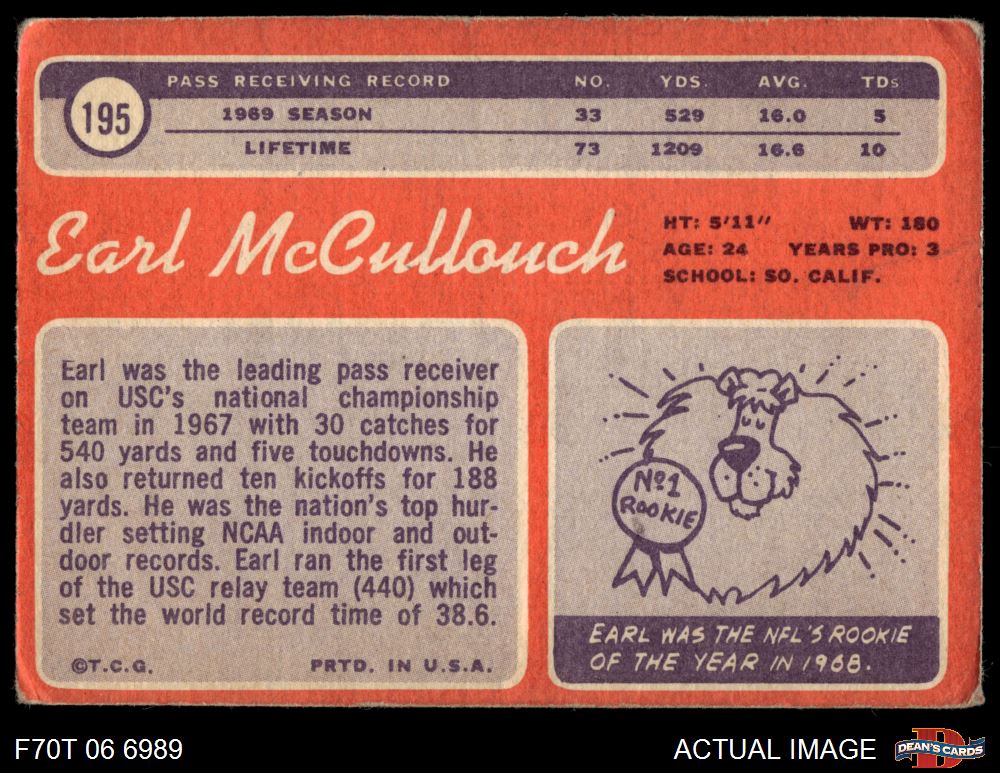 195
PASS RECEIVING RECORD NO. YDS. AVG. TDs
1969 SEASON 33 529 16.0 5
LIFETIME 73 1209 16.6 10
Earl McCullouch
HT: 5'11" WT: 180
AGE: 24 YEARS PRO: 3
SCHOOL: SO. CALIF.
Earl was the leading pass receiver
on USC's national championship
team in 1967 with 30 catches for
540 yards and five touchdowns. He
also returned ten kickoffs for 188
yards. He was the nation's top hur-
dler setting NCAA indoor and out-
door records. Earl ran the first leg
of the USC relay team (440) which
set the world record time of 38.6.
©T.C.G. PRTD. IN U.S.A.
Nº1
ROOKIE
EARL WAS THE NFL'S ROOKIE
OF THE YEAR IN 1968.
F70T 06 6989
ACTUAL IMAGE
D
DEAN'S CARDS